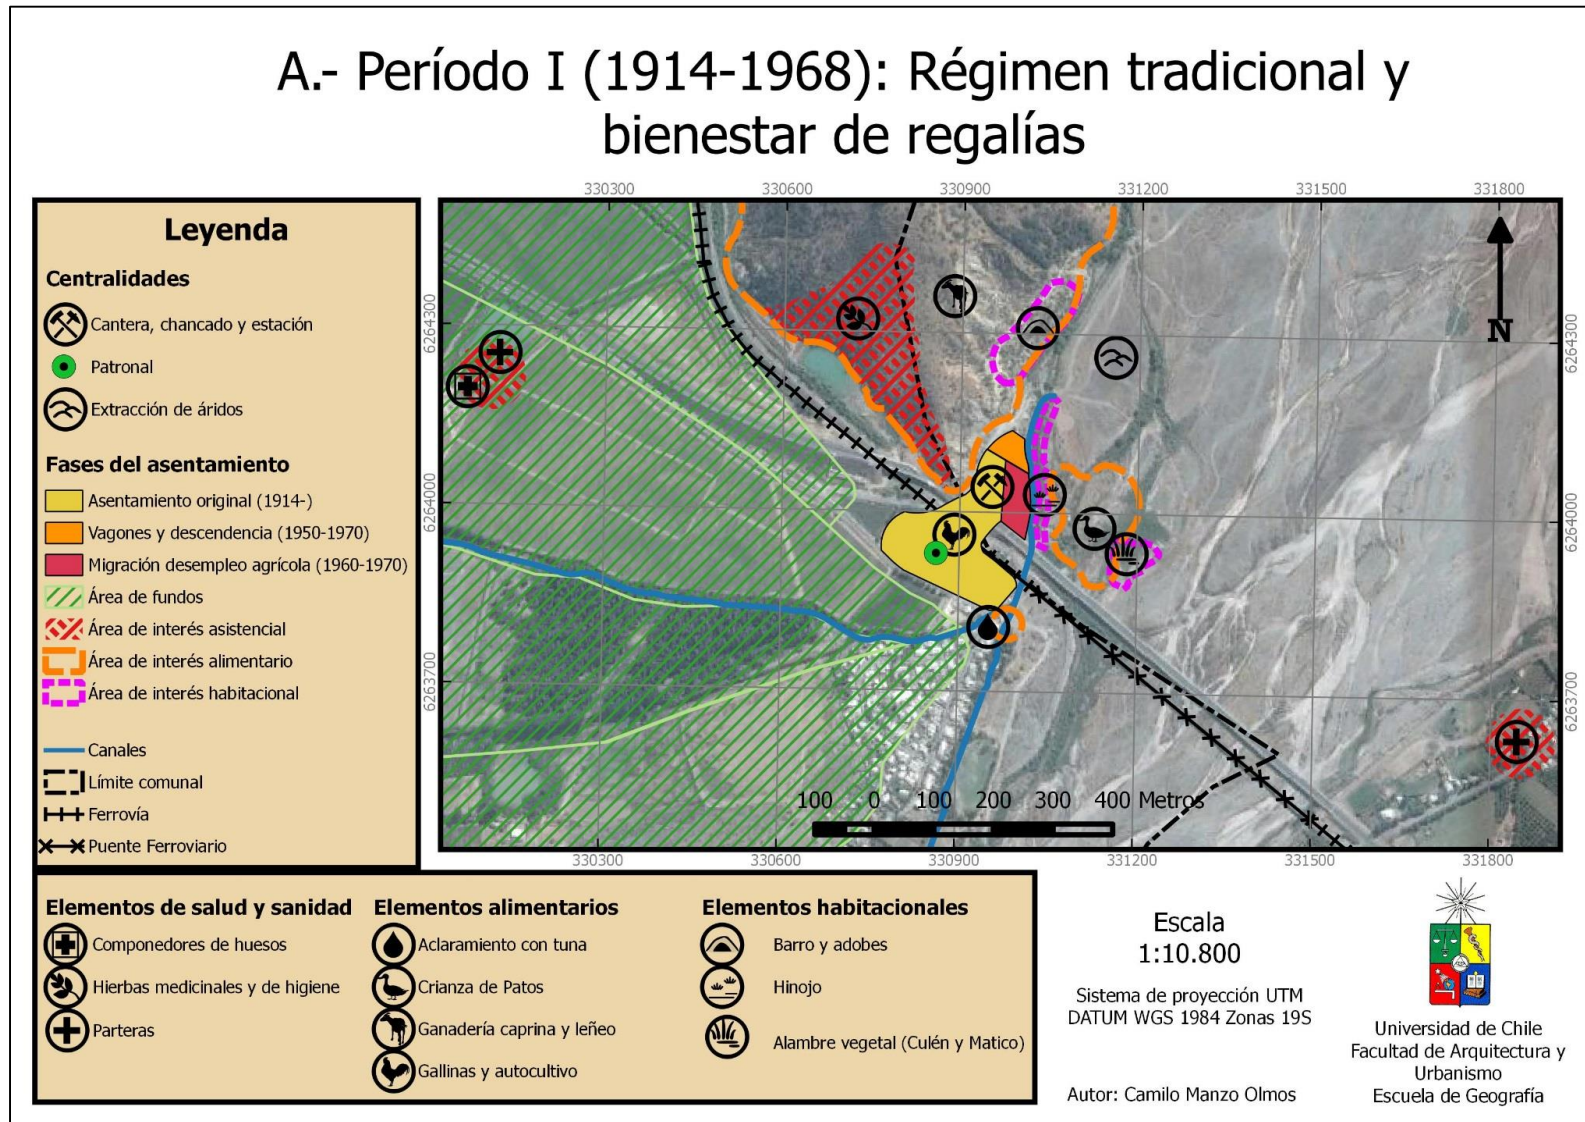 A.- Período I (1914-1968): Régimen tradicional y
bienestar de regalías
Leyenda
Centralidades
Cantera, chancado y estación
Patronal
Extracción de áridos
Fases del asentamiento
Asentamiento original (1914-)
Vagones y descendencia (1950-1970)
Migración desempleo agrícola (1960-1970)
Área de fundos
Área de interés asistencial
Área de interés alimentario
Área de interés habitacional
Canales
Límite comunal
Ferrovía
Puente Ferroviario
330300 330600 330900 331200 331500 331800
6264300
6264000
6263700
N
6264300
6264000
6263700
100 0 100 200 300 400 Metros
330300 330600 330900 331200 331500 331800
Elementos de salud y sanidad
Componedores de huesos
Hierbas medicinales y de higiene
Parteras
Elementos alimentarios
Aclaramiento con tuna
Crianza de Patos
Ganadería caprina y leñeo
Gallinas y autocultivo
Elementos habitacionales
Barro y adobes
Hinojo
Alambre vegetal (Culén y Matico)
Escala
1:10.800
Sistema de proyección UTM
DATUM WGS 1984 Zonas 19S
Autor: Camilo Manzo Olmos
Universidad de Chile
Facultad de Arquitectura y
Urbanismo
Escuela de Geografía